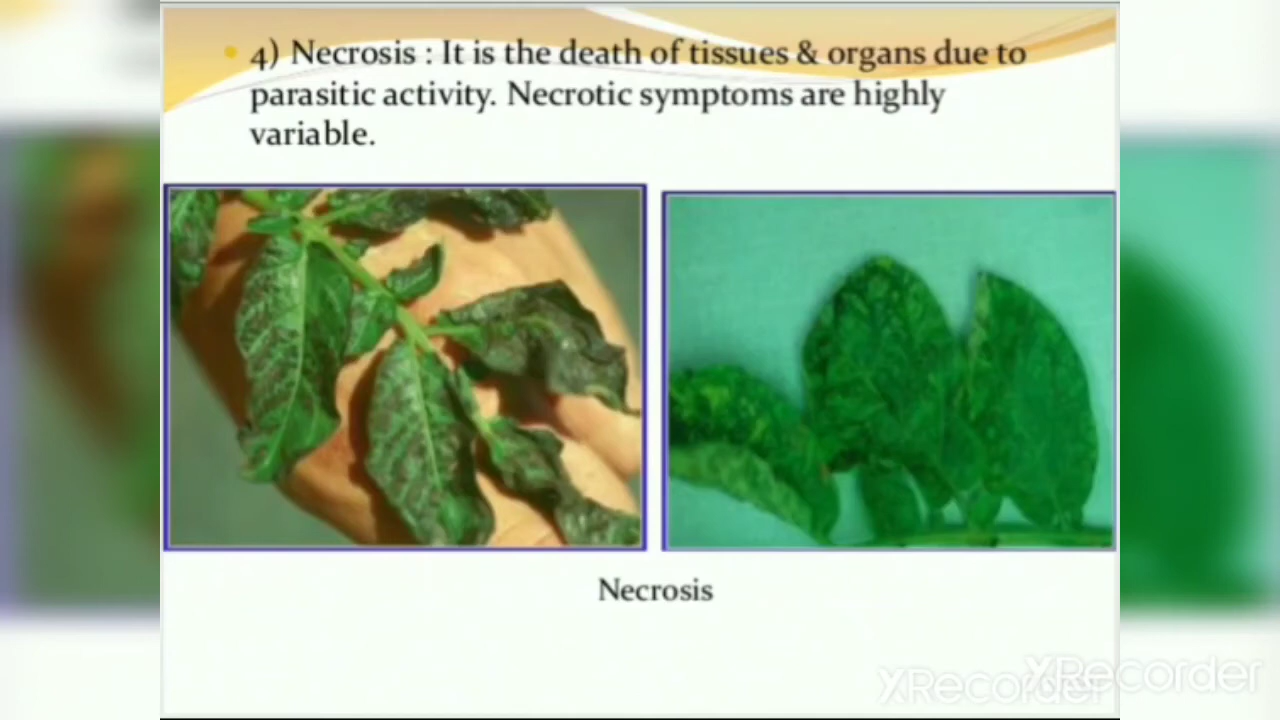 4) Necrosis : It is the death of tissues & organs due to
parasitic activity. Necrotic symptoms are highly
variable.
Necrosis
XRecorder
XRecorder